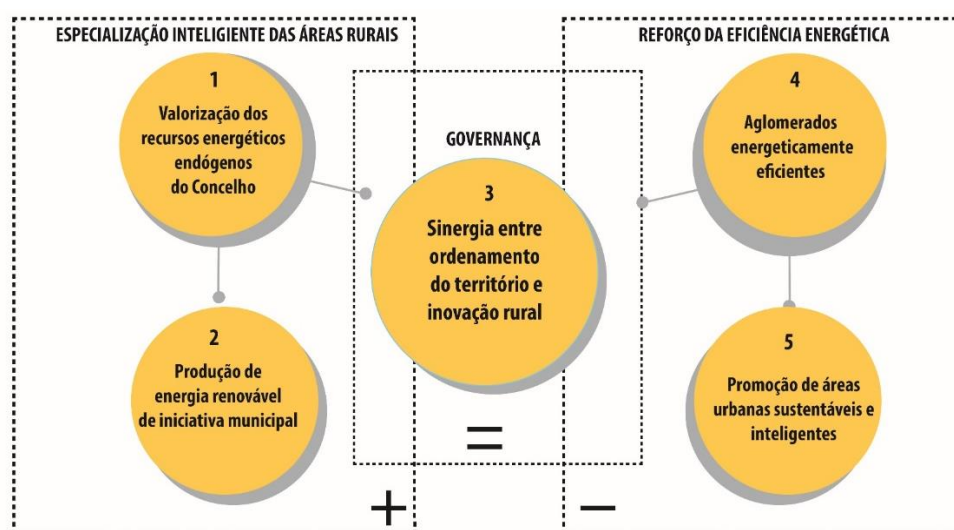 ESPECIALIZAÇÃO INTELIGIENTE DAS ÁREAS RURAIS
1
Valorização dos
recursos energéticos
endógenos
do Concelho
2
Produção de
energia renovável
de iniciativa municipal
+
GOVERNANÇA
3
Sinergia entre
ordenamento
do território e
inovação rural
=
REFORÇO DA EFICIÊNCIA ENERGÉTICA
4
Aglomerados
energeticamente
eficientes
5
Promoção de áreas
urbanas sustentáveis e
inteligentes
−